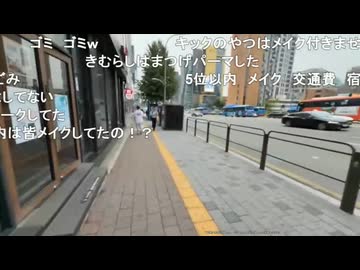 ゴミ　ゴミw
キックのやつはメイク付きませ
きむらしはまつげパーマした
ごみ
5位以内　メイク　交通費　宿
してない
ークしてた
内は皆メイクしてたの！？